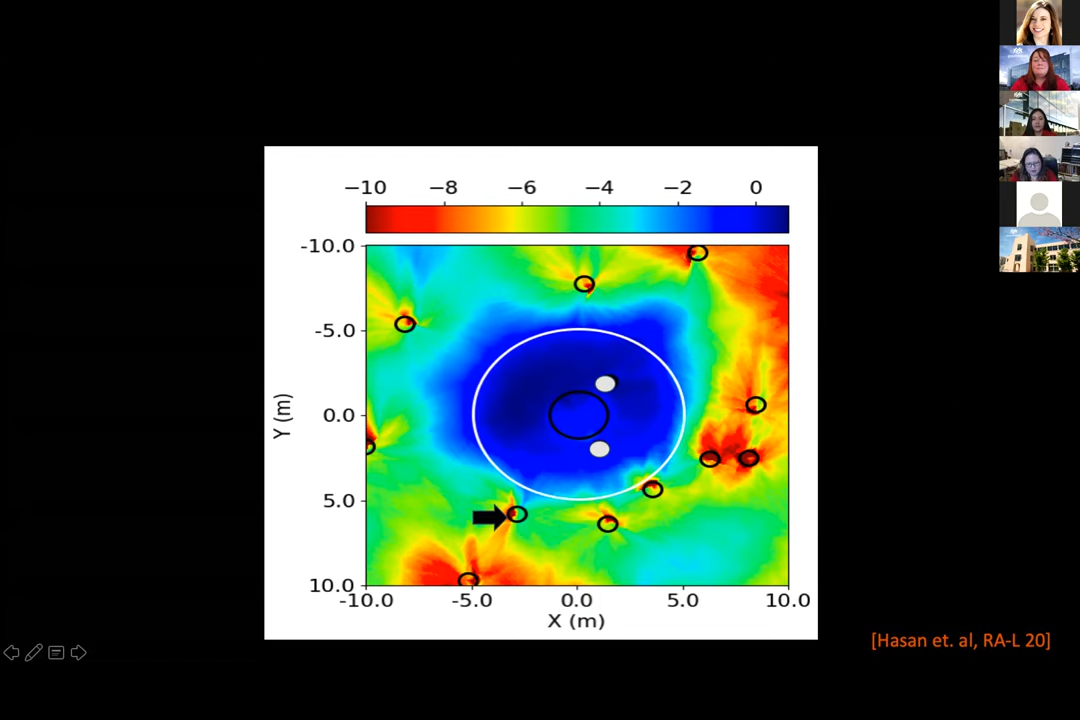 −10 −8 −6 −4 −2 0
-10.0
-5.0
0.0
5.0
10.0
Y (m)
-10.0 -5.0 0.0 5.0 10.0
X (m)
[Hasan et. al, RA-L 20]